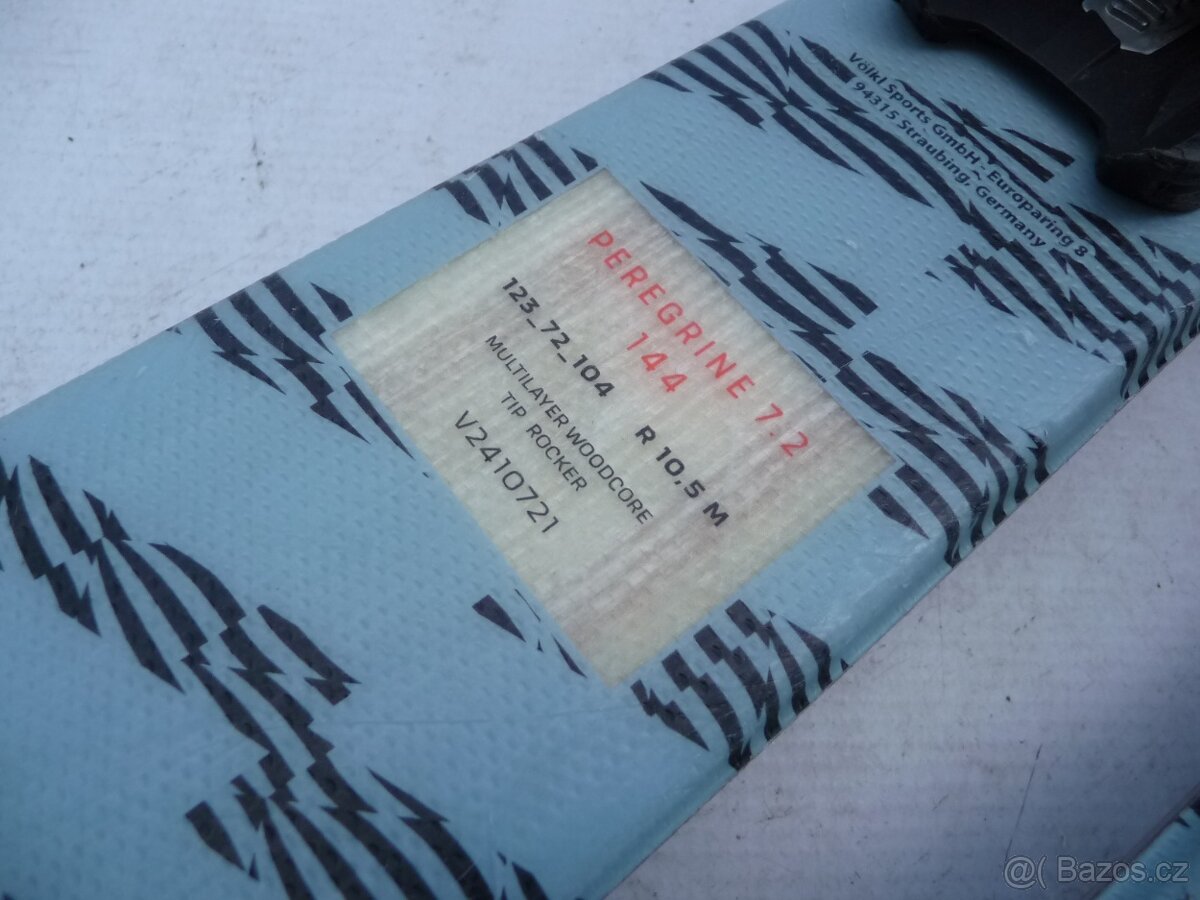 Völkl Sports GmbH - Europaring 8
94315 Straubing, Germany
PEREGRINE 7.2
144
123_72_104 R 10,5 M
MULTILAYER WOODCORE
TIP ROCKER
V2410721
@( Bazos.cz